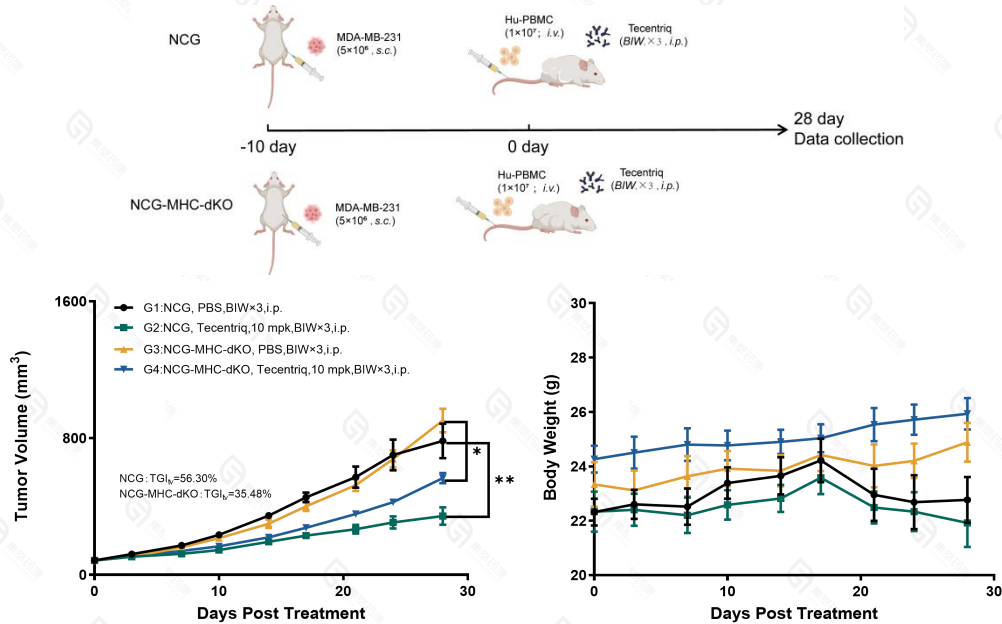 NCG
MDA-MB-231
(5×10⁶ , s.c.)
Hu-PBMC
(1×10⁷ ; i.v.)
Tecentriq
(BIW.×3 , i.p.)
-10 day
0 day
28 day
Data collection
NCG-MHC-dKO
MDA-MB-231
(5×10⁶ , s.c.)
Hu-PBMC
(1×10⁷ ; i.v.)
Tecentriq
(BIW.×3 , i.p.)
Tumor Volume (mm³)
1600
800
0
G1:NCG, PBS,BIW×3,i.p.
G2:NCG, Tecentriq,10 mpk,BIW×3,i.p.
G3:NCG-MHC-dKO, PBS,BIW×3,i.p.
G4:NCG-MHC-dKO, Tecentriq,10 mpk,BIW×3,i.p.
NCG : TGItv=56.30%
NCG-MHC-dKO : TGItv=35.48%
*
**
0 10 20 30
Days Post Treatment
Body Weight (g)
30
28
26
24
22
20
0 10 20 30
Days Post Treatment